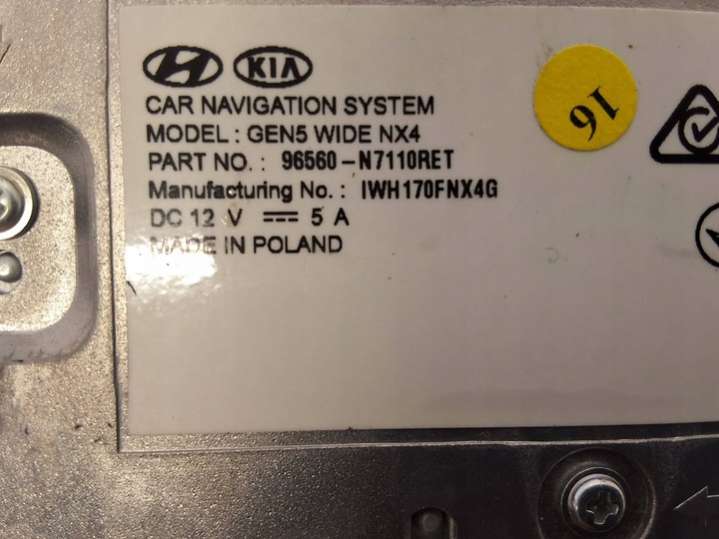 KIA
CAR NAVIGATION SYSTEM
MODEL : GEN5 WIDE NX4
PART NO. : 96560-N7110RET
Manufacturing No. : IWH170FNX4G
DC 12 V ⎓ 5 A
MADE IN POLAND
16